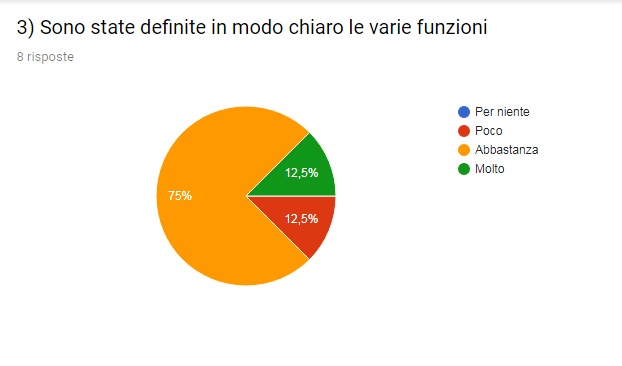 3) Sono state definite in modo chiaro le varie funzioni
8 risposte
Per niente
Poco
Abbastanza
Molto
12,5%
75%
12,5%